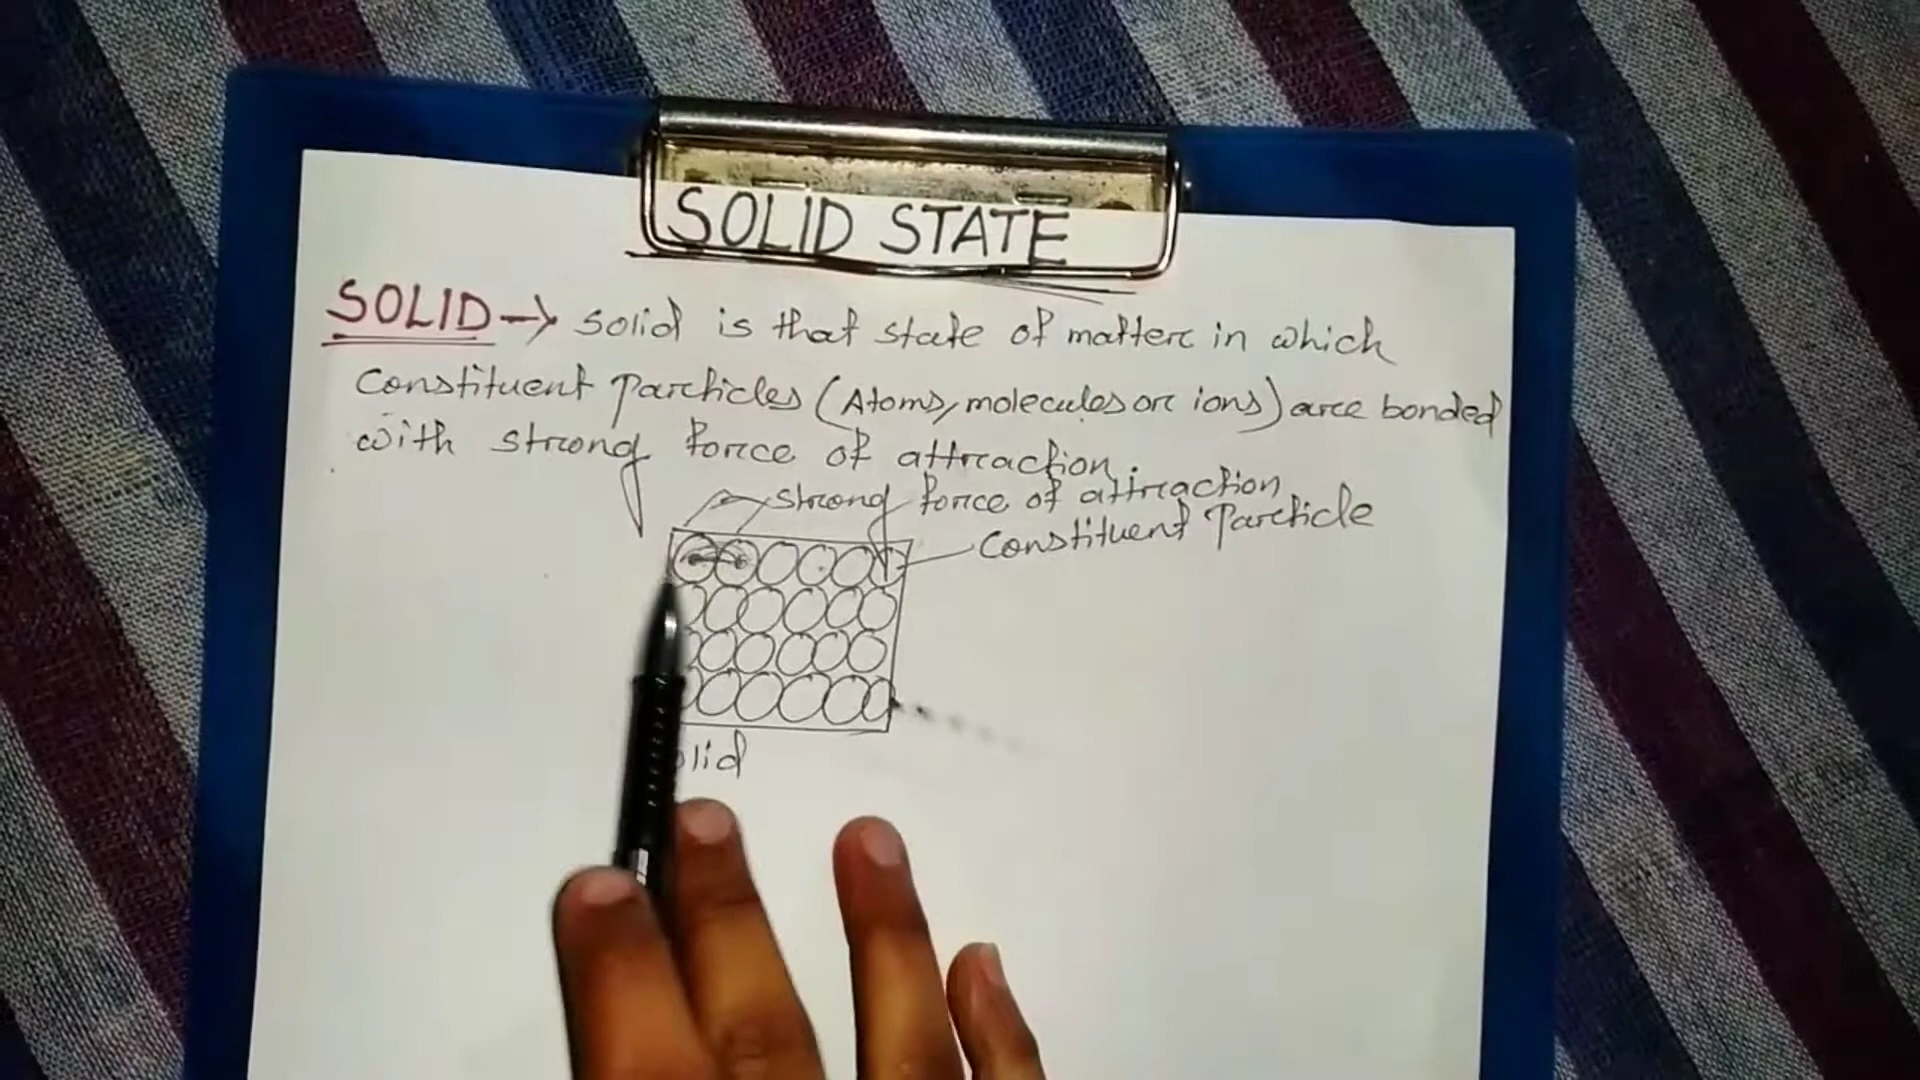 SOLID STATE
SOLID → Solid is that state of matter in which
Constituent Particles (Atoms, molecules or ions) are bonded
with strong force of attraction.
strong force of attraction
Constituent Particle
olid